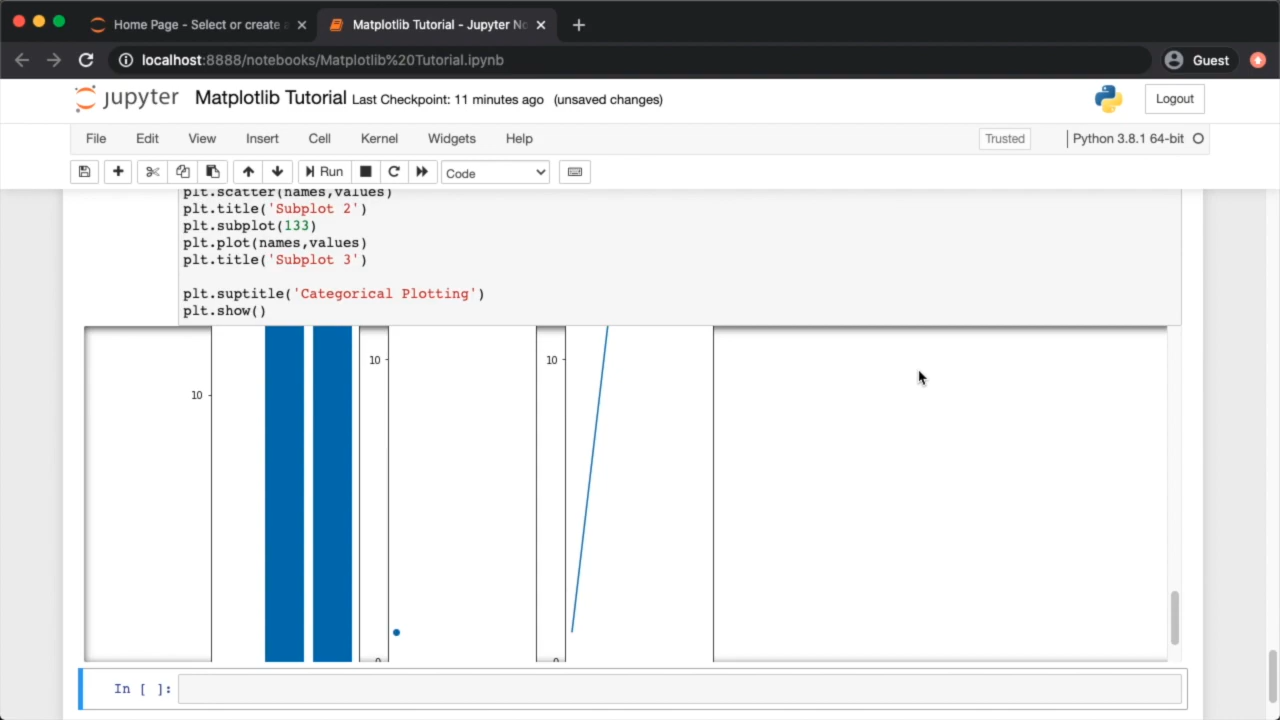 Home Page - Select or create a
Matplotlib Tutorial - Jupyter No
localhost:8888/notebooks/Matplotlib%20Tutorial.ipynb
Guest
jupyter Matplotlib Tutorial Last Checkpoint: 11 minutes ago (unsaved changes)
Logout
File Edit View Insert Cell Kernel Widgets Help
Trusted
Python 3.8.1 64-bit
Run
Code
plt.scatter(names,values)
plt.title('Subplot 2')
plt.subplot(133)
plt.plot(names,values)
plt.title('Subplot 3')
plt.suptitle('Categorical Plotting')
plt.show()
10 10
10
0 0
In [ ]: